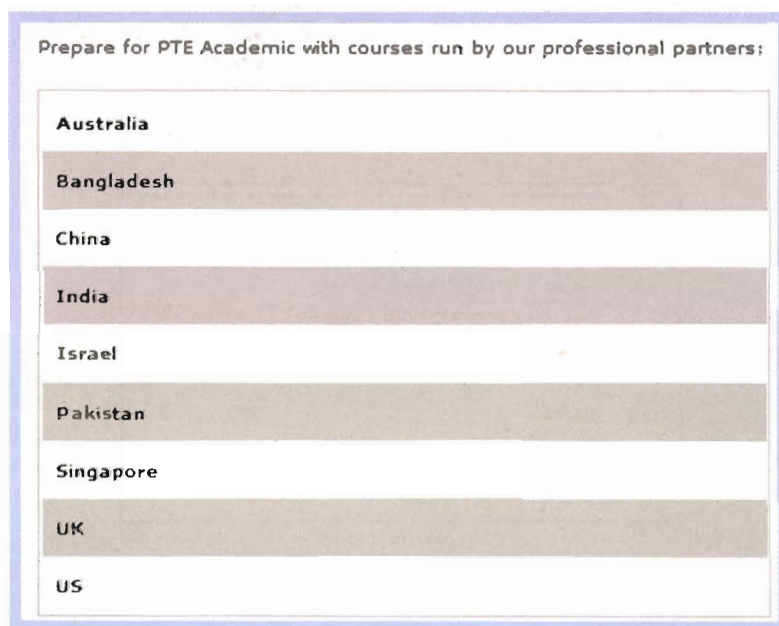 Prepare for PTE Academic with courses run by our professional partners:
Australia
Bangladesh
China
India
Israel
Pakistan
Singapore
UK
US